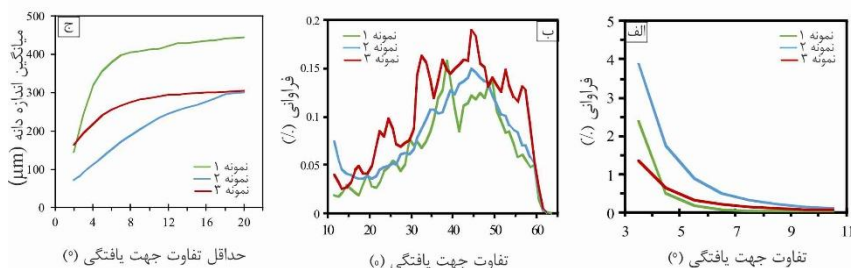 الف
فراوانی (%)
5
4
3
2
1
0
نمونه ۱
نمونه ۲
نمونه ۳
3 5 7 9 11
تفاوت جهت یافتگی (°)
ب
فراوانی (%)
0.2
0.15
0.1
0.05
0
نمونه ۱
نمونه ۲
نمونه ۳
10 20 30 40 50 60
تفاوت جهت یافتگی (°)
ج
میانگین اندازه دانه (µm)
500
400
300
200
100
0
نمونه ۱
نمونه ۲
نمونه ۳
0 4 8 12 16 20
حداقل تفاوت جهت یافتگی (°)